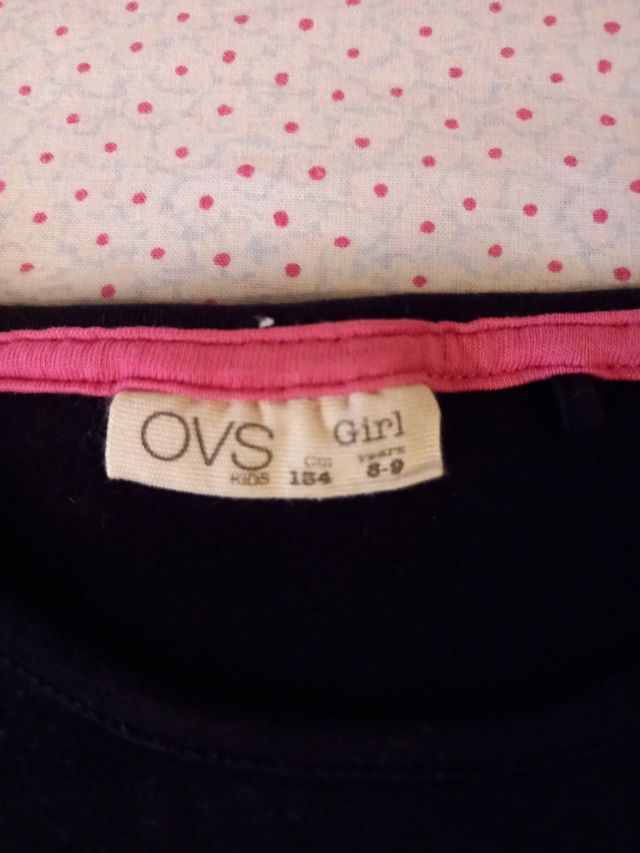 OVS Girl
KIDS cm 134 years 8-9